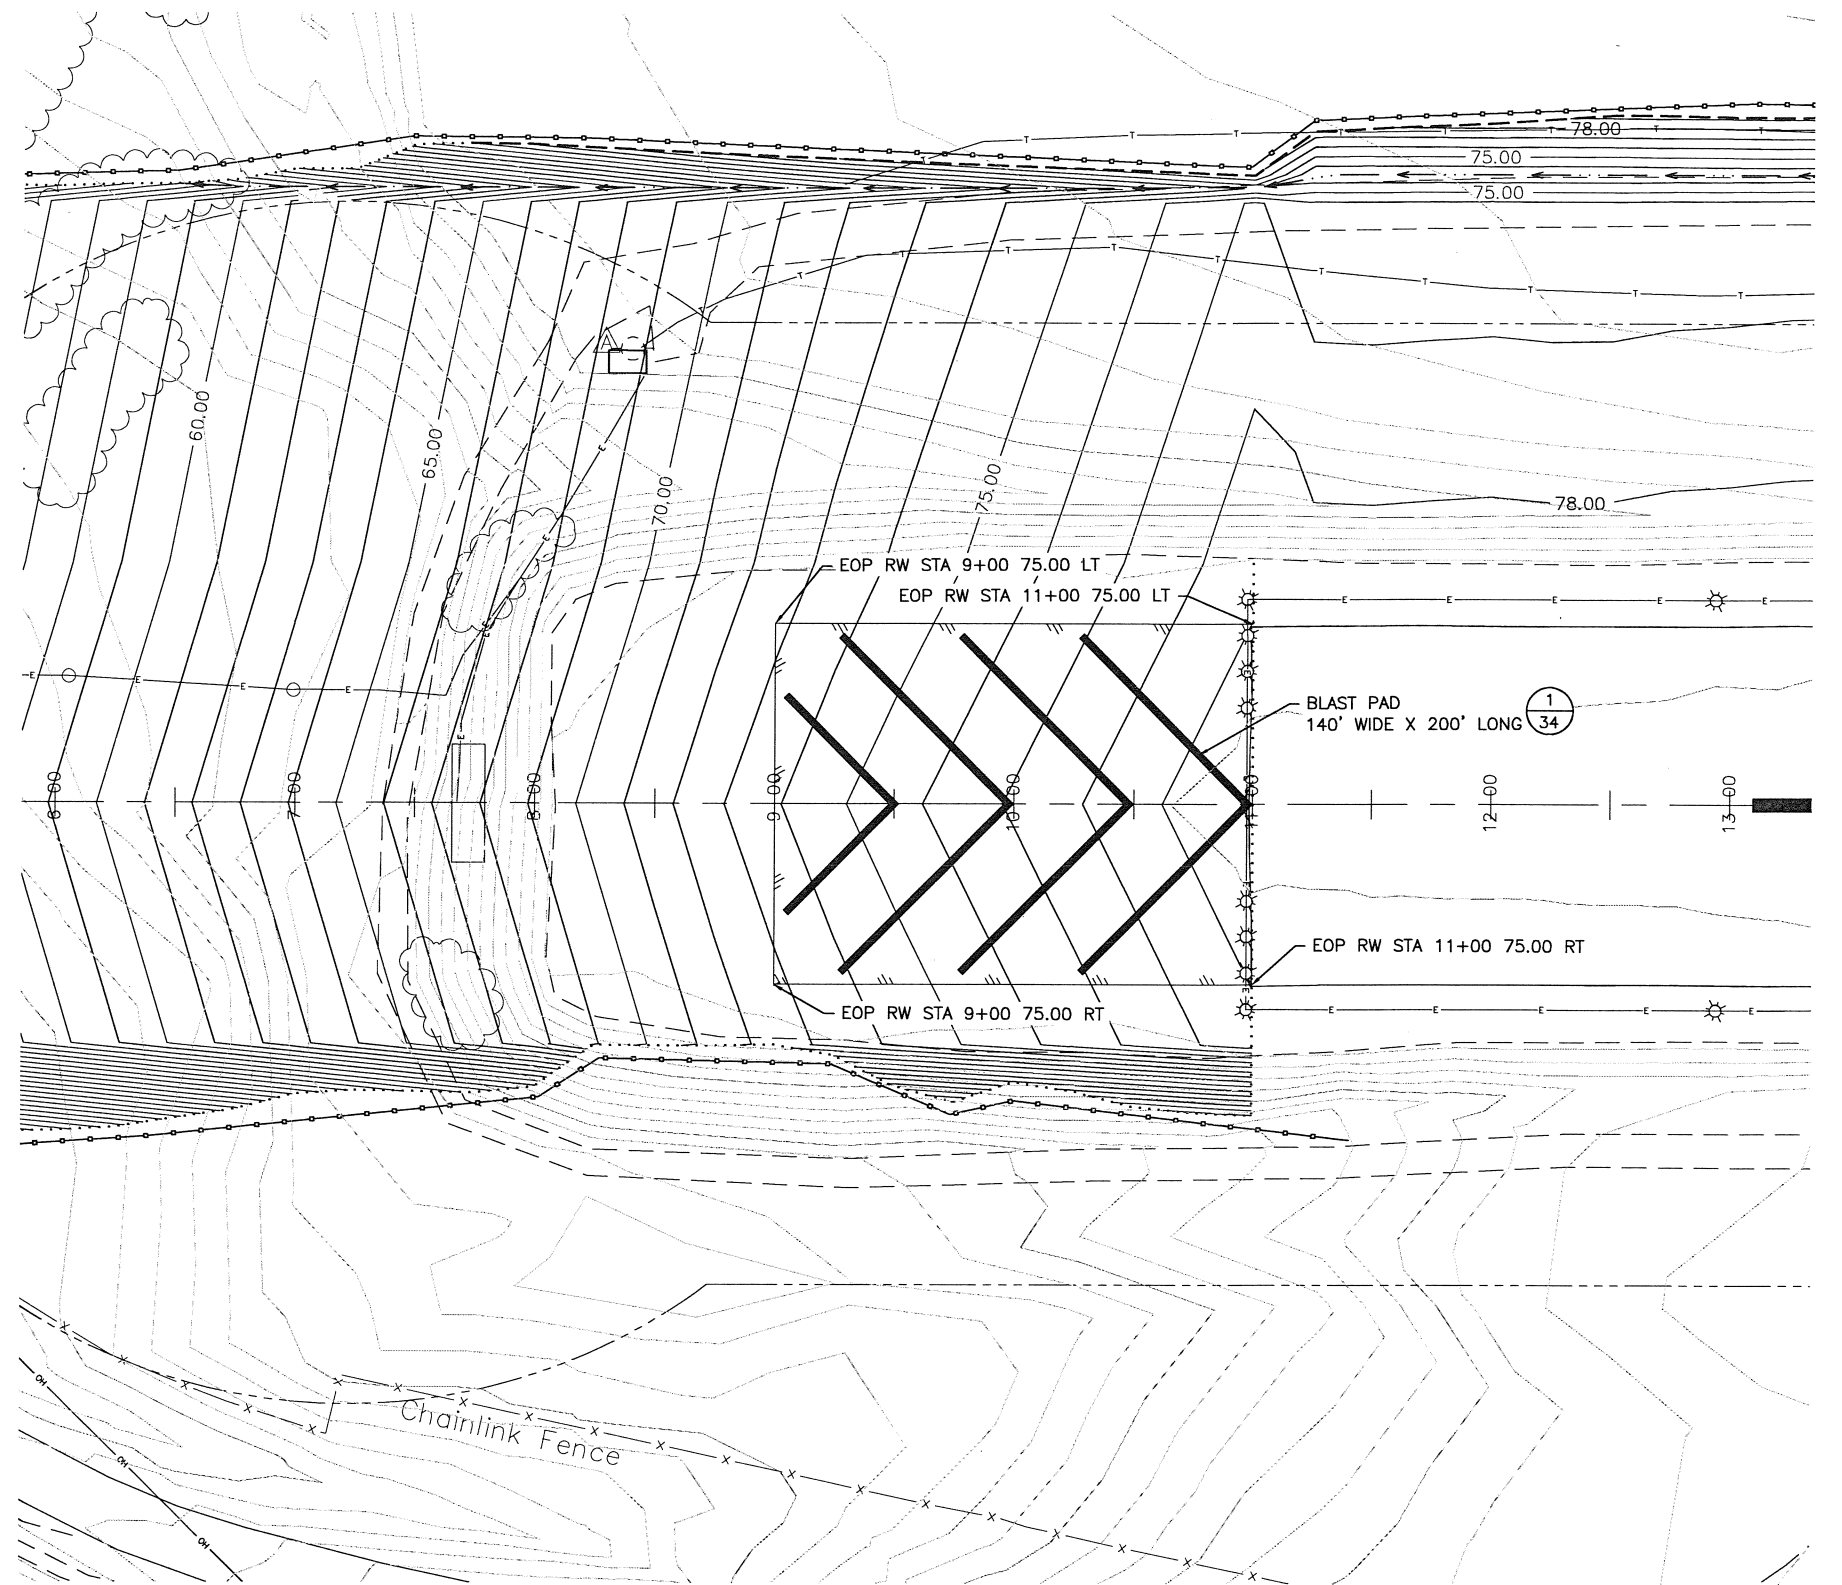 T T T T T T T
78.00
75.00
75.00
T T T T T T T T T T
A
60.00
65.00
70.00
75.00
78.00
E
E
EOP RW STA 9+00 75.00 LT
EOP RW STA 11+00 75.00 LT
E E E E E
E E E E
BLAST PAD
140' WIDE X 200' LONG
1
34
E
6+00
7+00
8+00
9+00
10+00
11+00
12+00
13+00
EOP RW STA 11+00 75.00 RT
EOP RW STA 9+00 75.00 RT
E E E E E
X X X X X
X X X X X X X X X X X X X X X
Chainlink Fence
OH
OH
OH